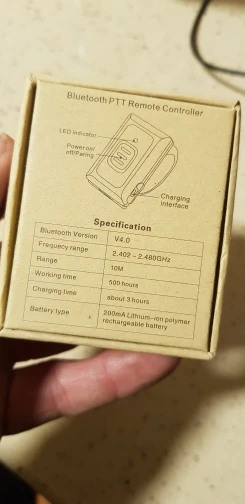 Bluetooth PTT Remote Controller
LED indicator
Power on/
off/Paring
Charging
interface
Specification
Bluetooth Version V4.0
Frequecy range 2.402 - 2.480GHz
Range 10M
Working time 500 hours
Charging time about 3 hours
Battery type 200mA Lithium-ion polymer
rechargeable battery